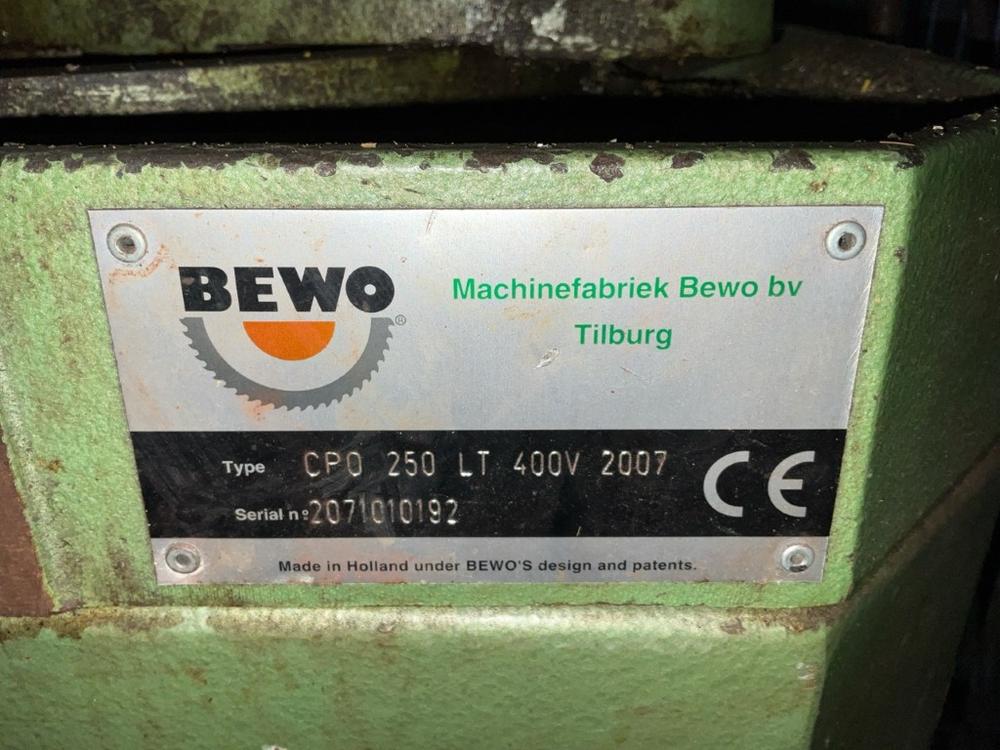 BEWO
®
Machinefabriek Bewo bv
Tilburg
Type CPO 250 LT 400V 2007
CE
Serial nº 2071010192
Made in Holland under BEWO'S design and patents.